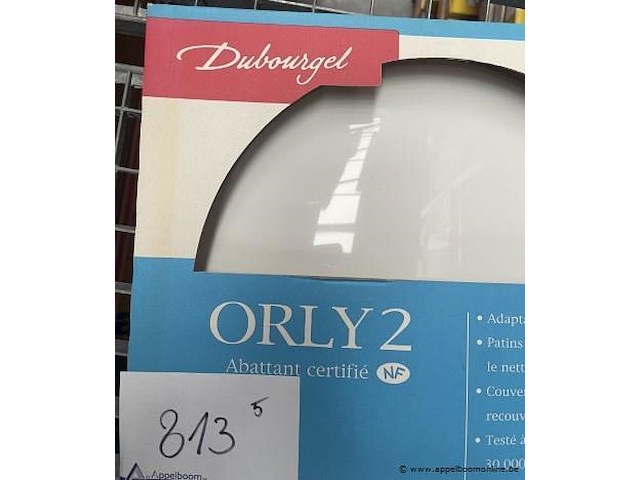 Dubourgel
ORLY 2
Abattant certifié NF
• Adapta
• Patins
le nett
• Couver
recouv
• Testé à
30 000
813 5
Appelboom
© www.appelboomonline.be